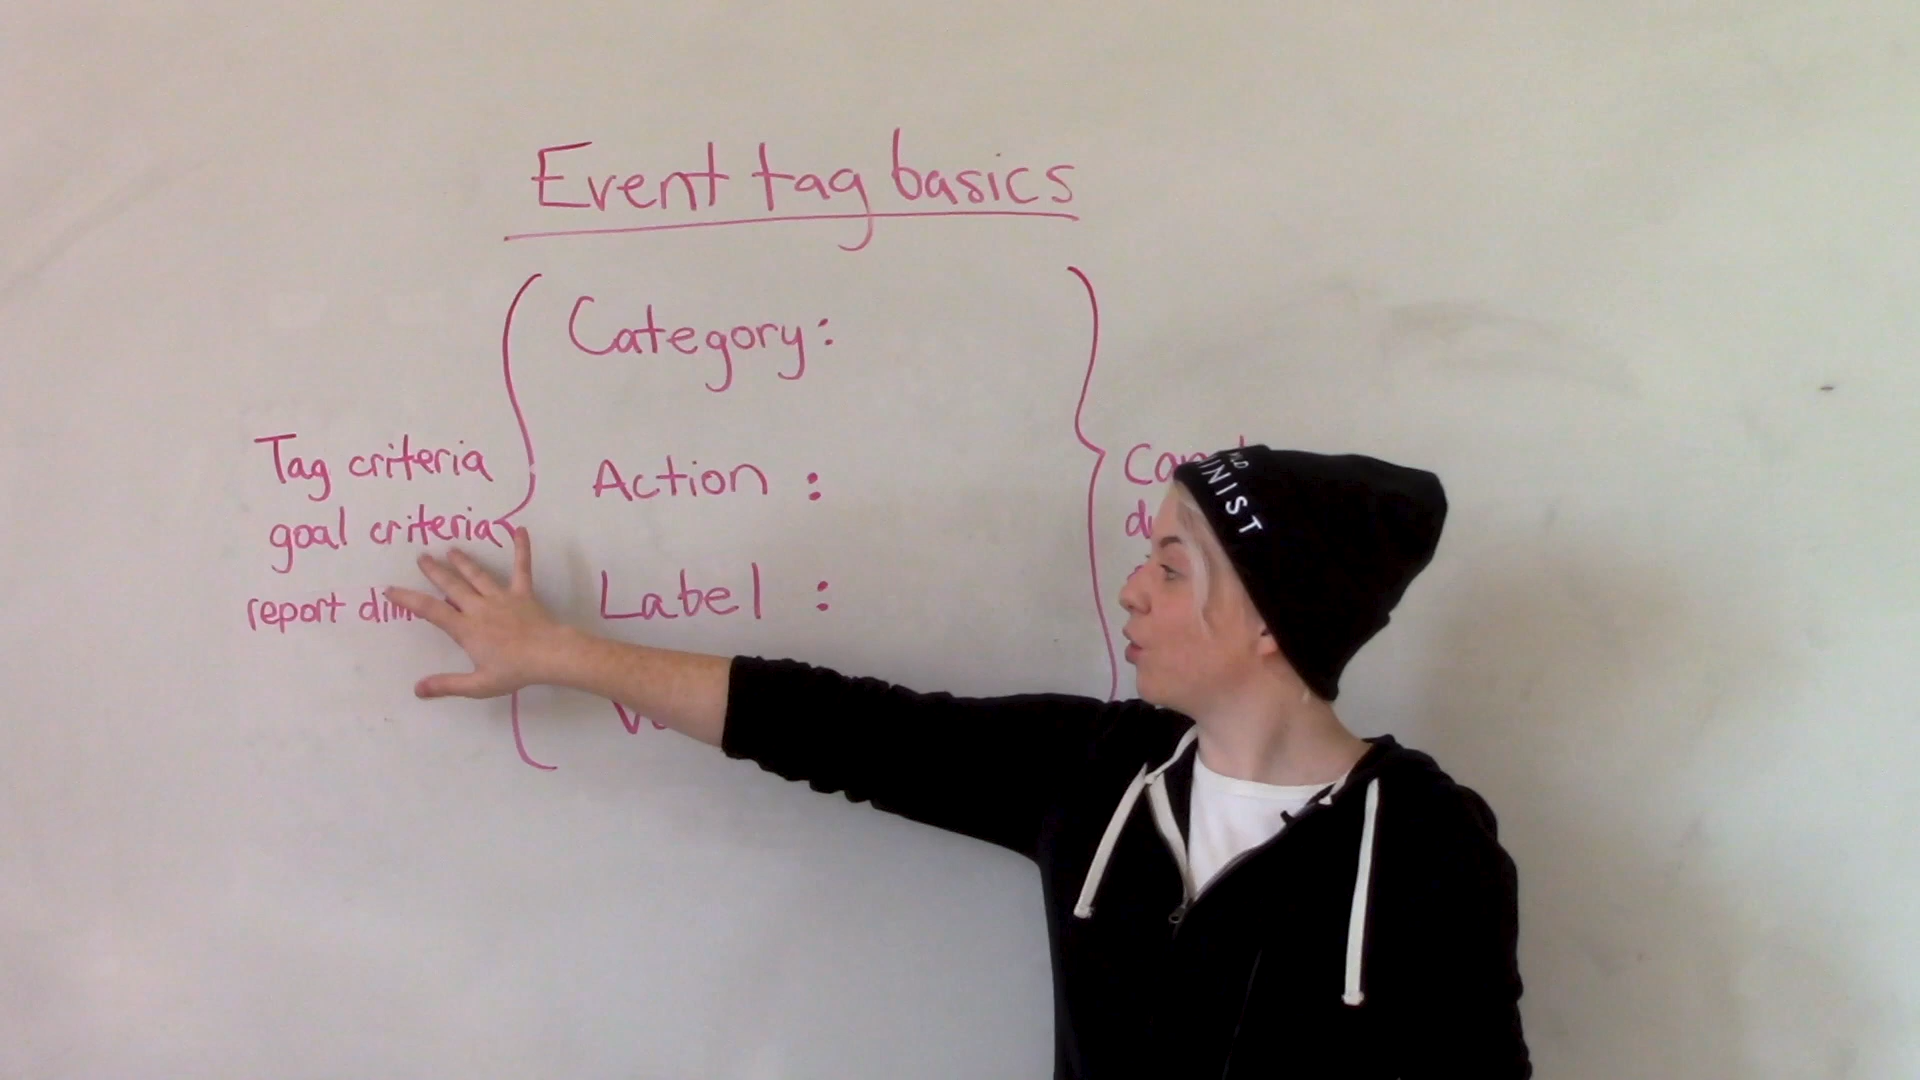 Event tag basics
Category:
Action :
Label :
Tag criteria
goal criteria
report